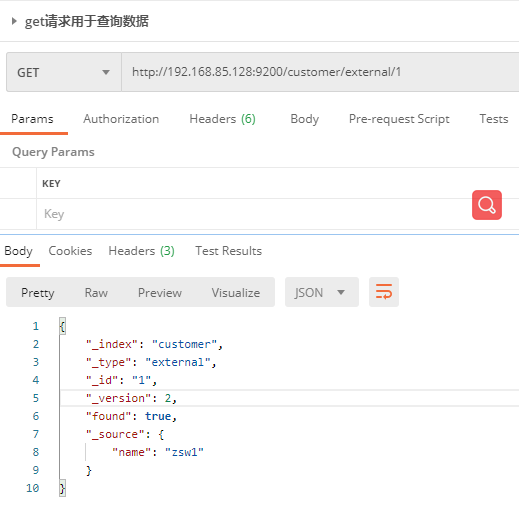 get请求用于查询数据
GET http://192.168.85.128:9200/customer/external/1
Params Authorization Headers (6) Body Pre-request Script Tests
Query Params
KEY
Key
Body Cookies Headers (3) Test Results
Pretty Raw Preview Visualize JSON
1 {
2 "_index": "customer",
3 "_type": "external",
4 "_id": "1",
5 "_version": 2,
6 "found": true,
7 "_source": {
8 "name": "zsw1"
9 }
10 }